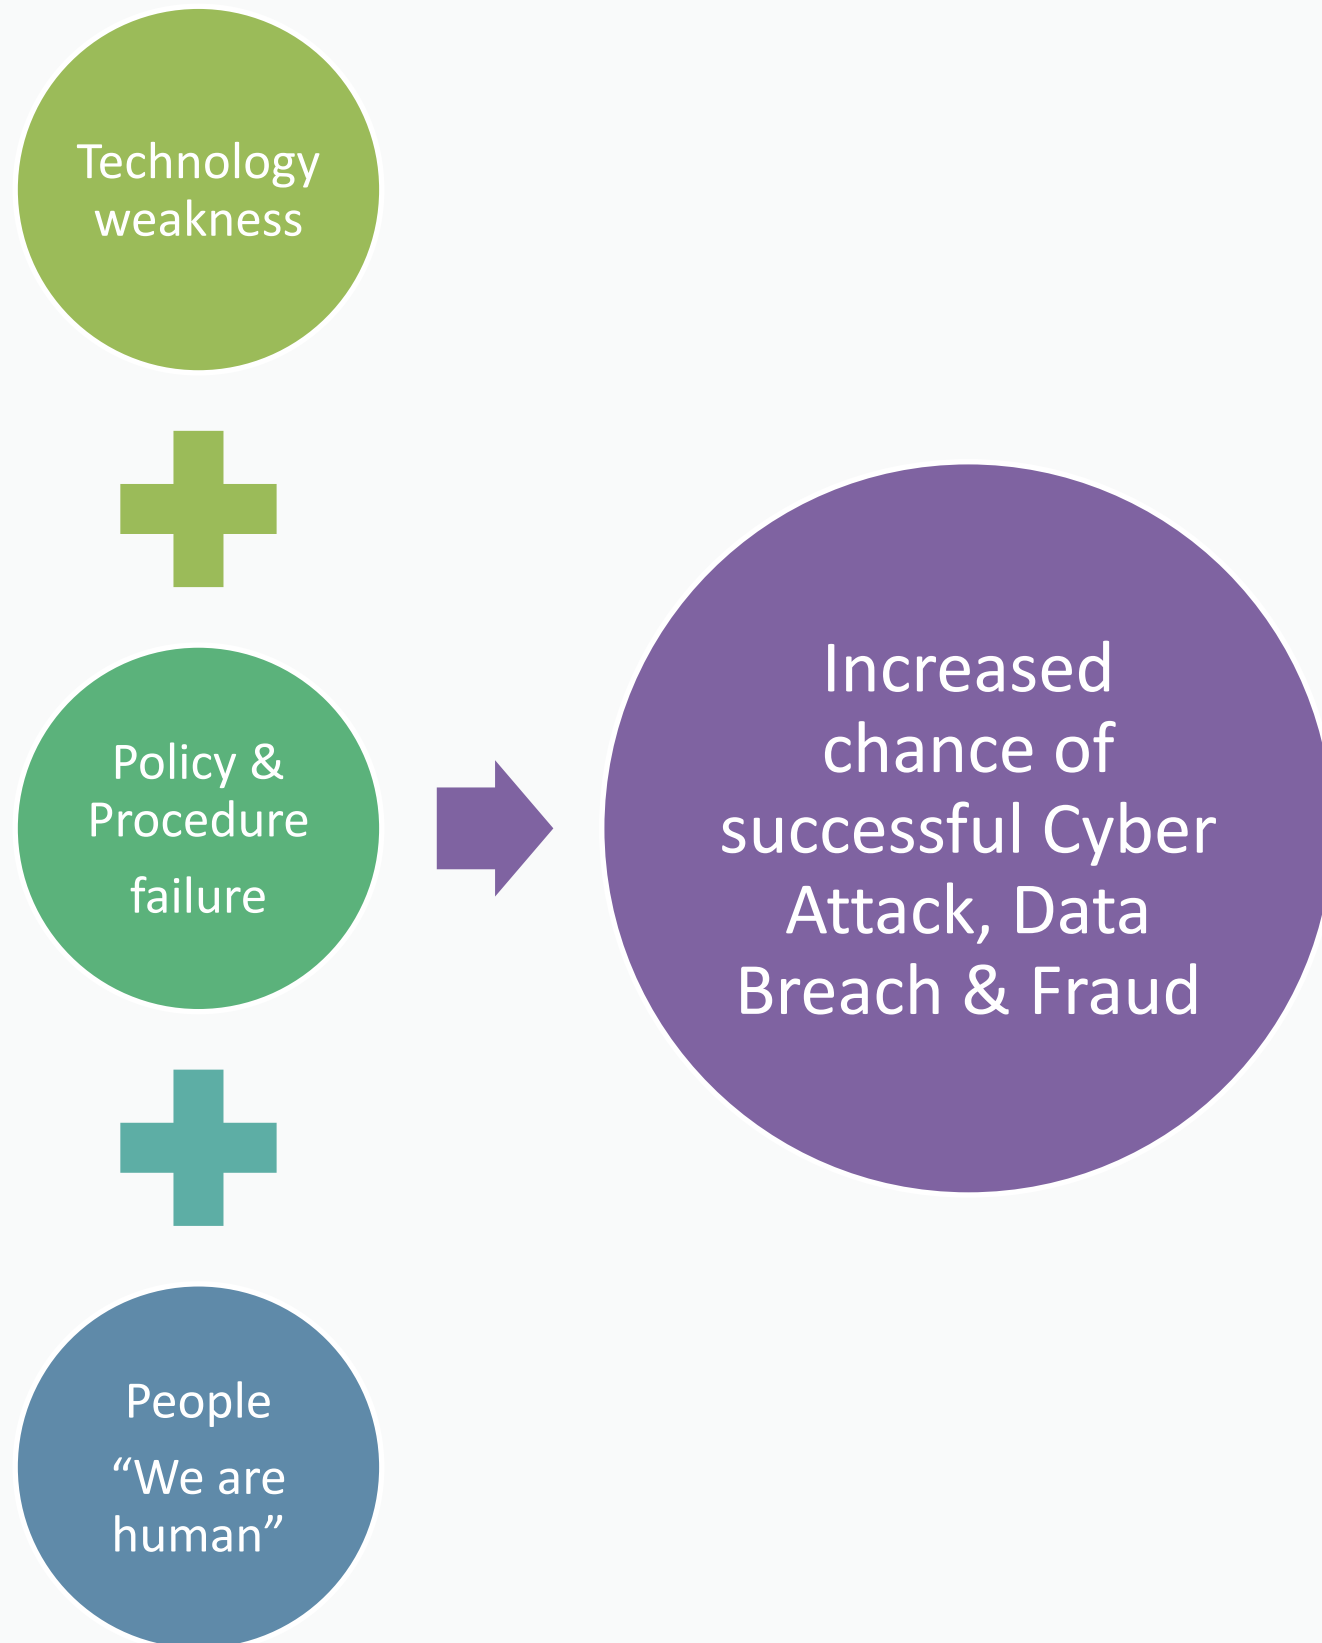 Technology
weakness
Policy &
Procedure
failure
People
“We are
human”
Increased
chance of
successful Cyber
Attack, Data
Breach & Fraud